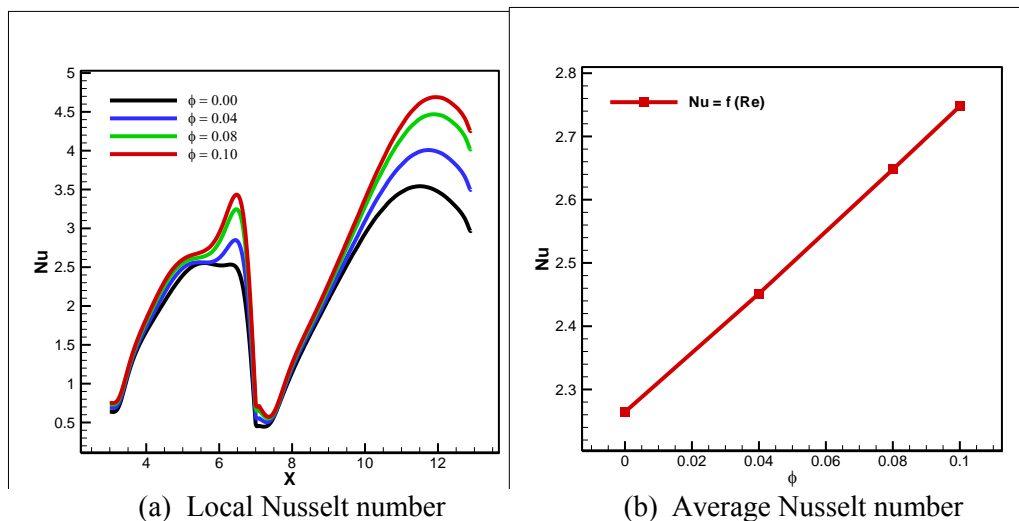 5
4.5
4
3.5
3
2.5
2
1.5
1
0.5
Nu
4
6
8
10
12
X
ϕ = 0.00
ϕ = 0.04
ϕ = 0.08
ϕ = 0.10
(a) Local Nusselt number
2.8
2.7
2.6
2.5
2.4
2.3
Nu
0
0.02
0.04
0.06
0.08
0.1
ϕ
Nu = f (Re)
(b) Average Nusselt number